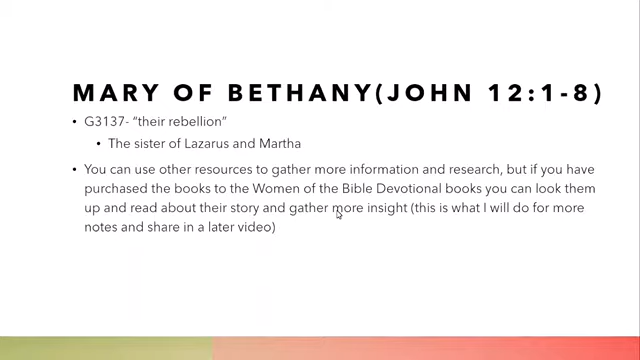 MARY OF BETHANY(JOHN 12:1-8)
• G3137- “their rebellion”
• The sister of Lazarus and Martha
• You can use other resources to gather more information and research, but if you have
purchased the books to the Women of the Bible Devotional books you can look them
up and read about their story and gather more insight (this is what I will do for more
notes and share in a later video)